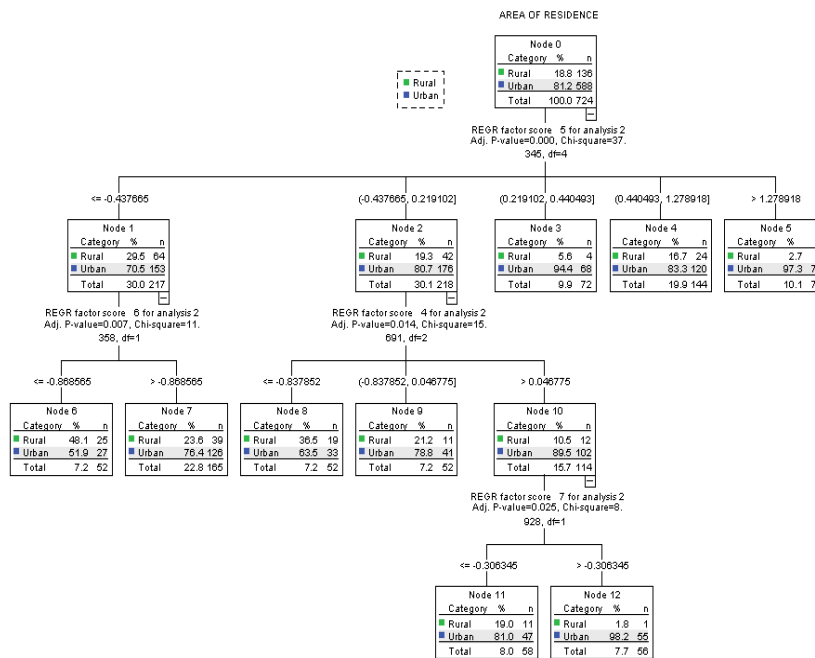 AREA OF RESIDENCE
Rural
Urban
Node 0
Category % n
Rural 18.8 136
Urban 81.2 588
Total 100.0 724
REGR factor score 5 for analysis 2
Adj. P-value=0.000, Chi-square=37.
345, df=4
<= -0.437665
(-0.437665, 0.219102]
(0.219102, 0.440493]
(0.440493, 1.278918]
> 1.278918
Node 1
Category % n
Rural 29.5 64
Urban 70.5 153
Total 30.0 217
Node 2
Category % n
Rural 19.3 42
Urban 80.7 176
Total 30.1 218
Node 3
Category % n
Rural 5.6 4
Urban 94.4 68
Total 9.9 72
Node 4
Category % n
Rural 16.7 24
Urban 83.3 120
Total 19.9 144
Node 5
Category %
Rural 2.7
Urban 97.3 7
Total 10.1 7
REGR factor score 6 for analysis 2
Adj. P-value=0.007, Chi-square=11.
358, df=1
REGR factor score 4 for analysis 2
Adj. P-value=0.014, Chi-square=15.
691, df=2
<= -0.868565
> -0.868565
<= -0.837852
(-0.837852, 0.046775]
> 0.046775
Node 6
Category % n
Rural 48.1 25
Urban 51.9 27
Total 7.2 52
Node 7
Category % n
Rural 23.6 39
Urban 76.4 126
Total 22.8 165
Node 8
Category % n
Rural 36.5 19
Urban 63.5 33
Total 7.2 52
Node 9
Category % n
Rural 21.2 11
Urban 78.8 41
Total 7.2 52
Node 10
Category % n
Rural 10.5 12
Urban 89.5 102
Total 15.7 114
REGR factor score 7 for analysis 2
Adj. P-value=0.025, Chi-square=8.
928, df=1
<= -0.306345
> -0.306345
Node 11
Category % n
Rural 19.0 11
Urban 81.0 47
Total 8.0 58
Node 12
Category % n
Rural 1.8 1
Urban 98.2 55
Total 7.7 56